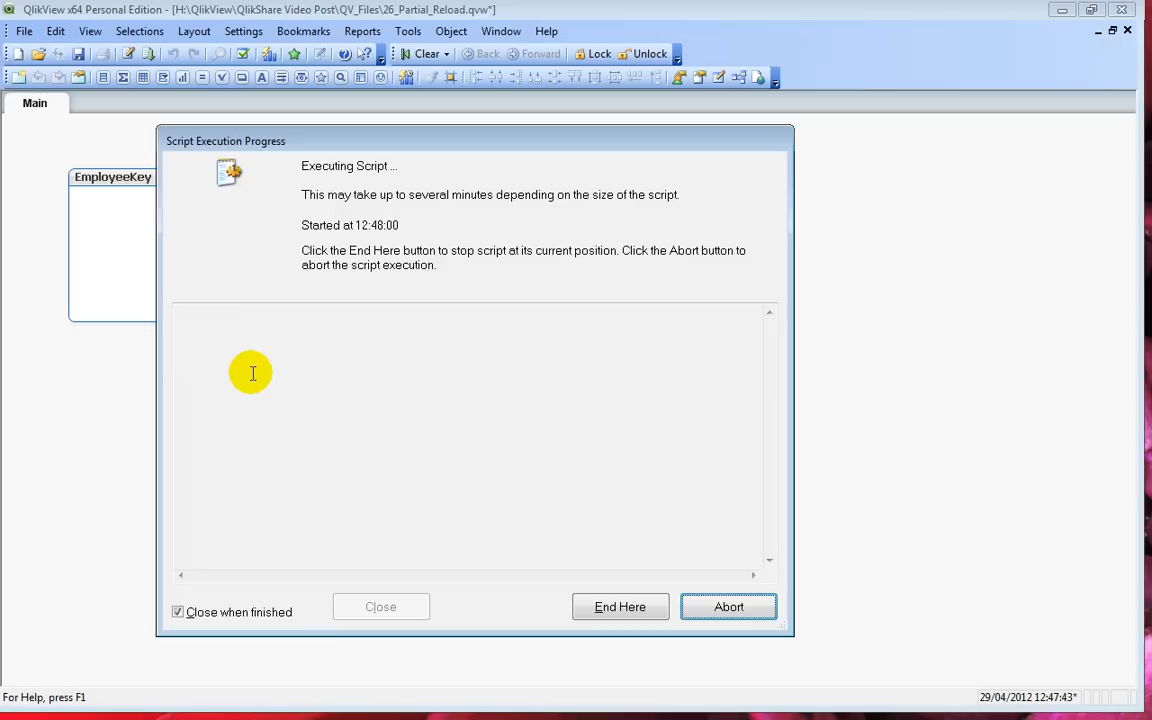 QlikView x64 Personal Edition - [H:\QlikView\QlikShare Video Post\QV_Files\26_Partial_Reload.qvw*]
File Edit View Selections Layout Settings Bookmarks Reports Tools Object Window Help
Clear Back Forward Lock Unlock
Main
Script Execution Progress
Executing Script ...
EmployeeKey
This may take up to several minutes depending on the size of the script.
Started at 12:48:00
Click the End Here button to stop script at its current position. Click the Abort button to
abort the script execution.
Close when finished Close End Here Abort
For Help, press F1 29/04/2012 12:47:43*